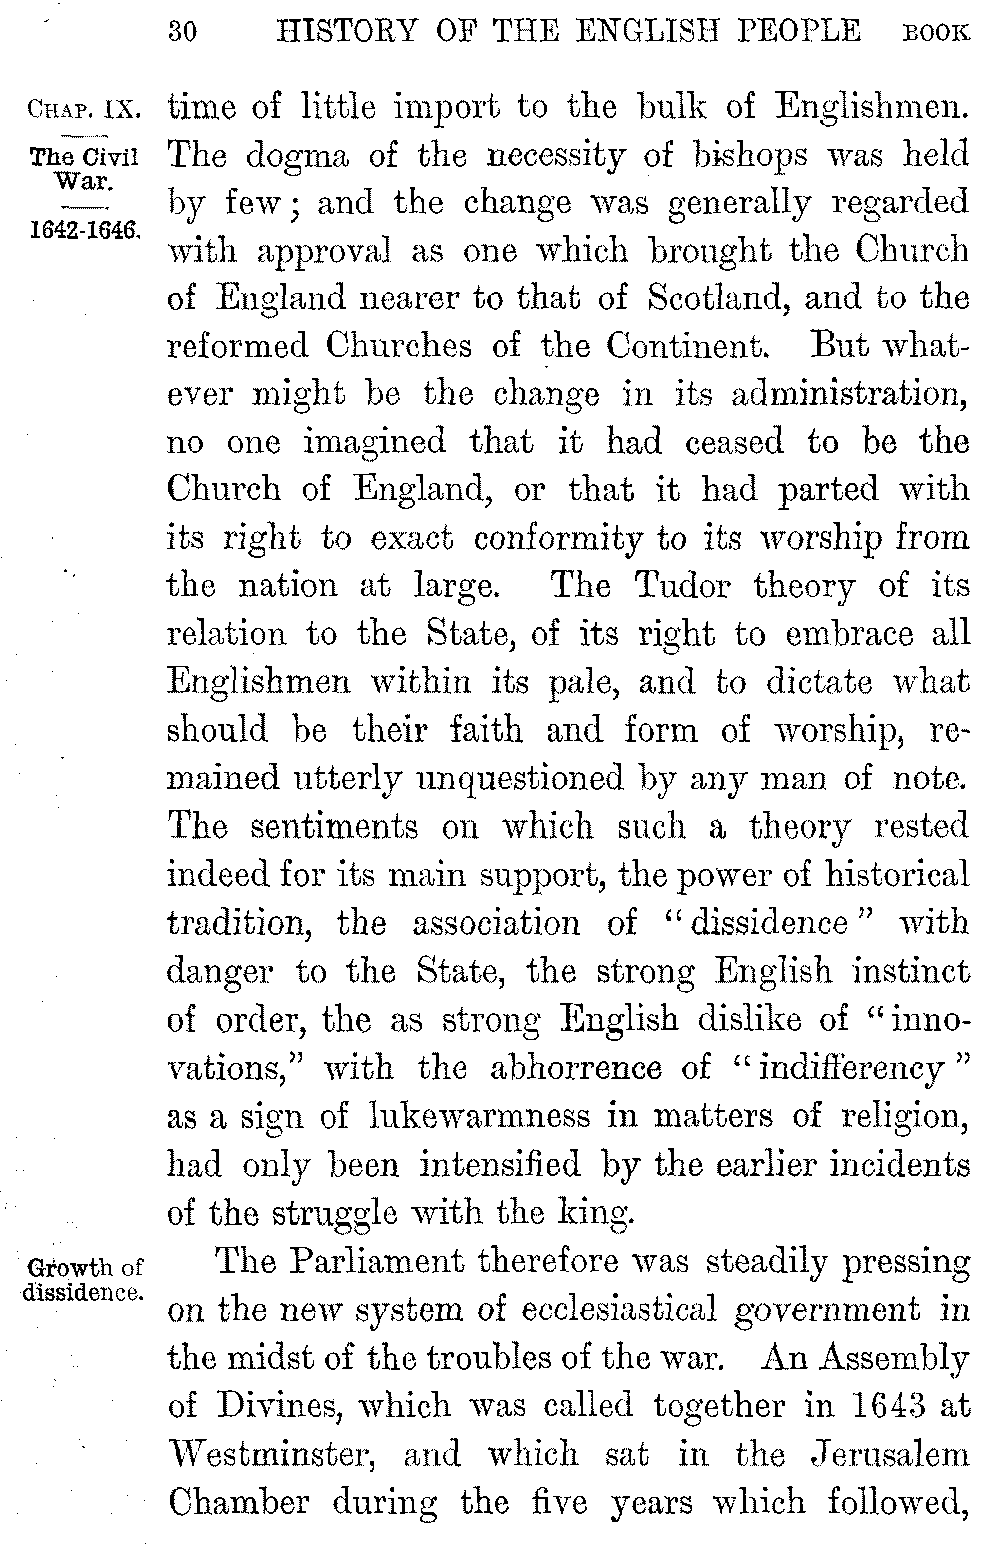 30 HISTORY OF THE ENGLISH PEOPLE BOOK
CHAP. IX.
The Civil
War.
1642-1646.
time of little import to the bulk of Englishmen.
The dogma of the necessity of bishops was held
by few; and the change was generally regarded
with approval as one which brought the Church
of England nearer to that of Scotland, and to the
reformed Churches of the Continent. But what-
ever might be the change in its administration,
no one imagined that it had ceased to be the
Church of England, or that it had parted with
its right to exact conformity to its worship from
the nation at large. The Tudor theory of its
relation to the State, of its right to embrace all
Englishmen within its pale, and to dictate what
should be their faith and form of worship, re-
mained utterly unquestioned by any man of note.
The sentiments on which such a theory rested
indeed for its main support, the power of historical
tradition, the association of "dissidence" with
danger to the State, the strong English instinct
of order, the as strong English dislike of "inno-
vations," with the abhorrence of "indifferency"
as a sign of lukewarmness in matters of religion,
had only been intensified by the earlier incidents
of the struggle with the king.
Growth of
dissidence.
The Parliament therefore was steadily pressing
on the new system of ecclesiastical government in
the midst of the troubles of the war. An Assembly
of Divines, which was called together in 1643 at
Westminster, and which sat in the Jerusalem
Chamber during the five years which followed,